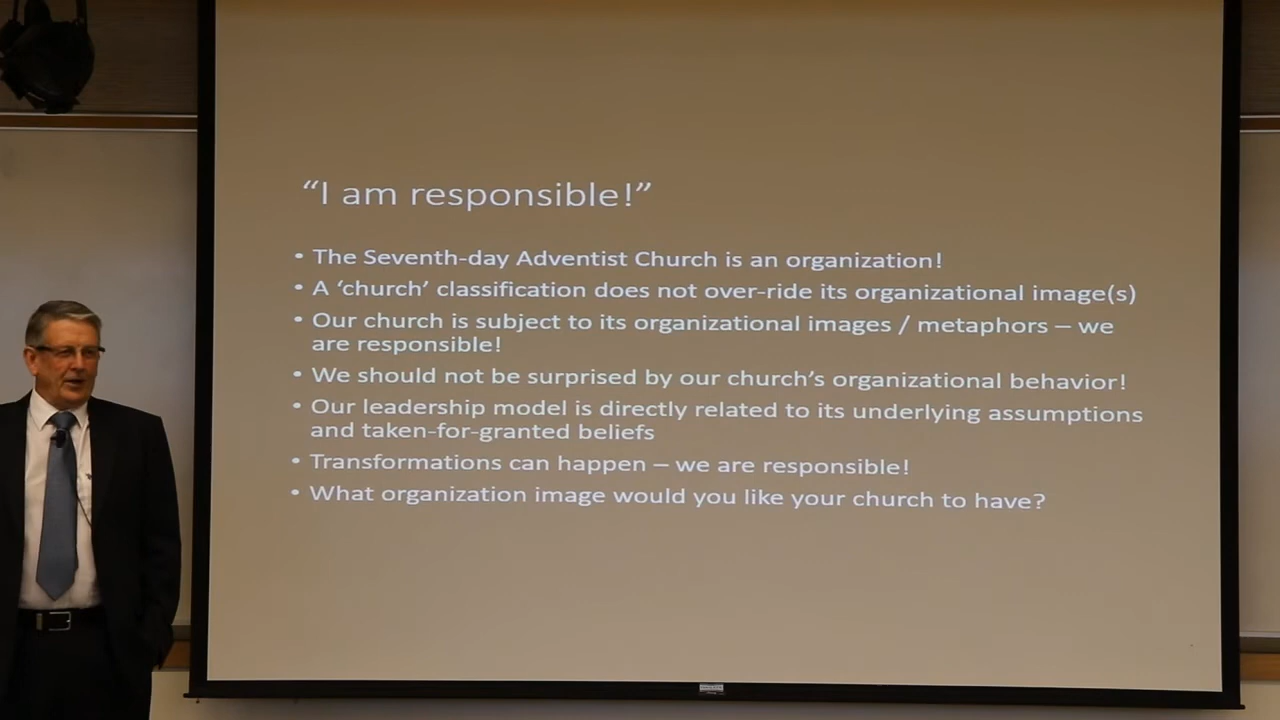 “I am responsible!”
• The Seventh-day Adventist Church is an organization!
• A ‘church’ classification does not over-ride its organizational image(s)
• Our church is subject to its organizational images / metaphors – we
are responsible!
• We should not be surprised by our church’s organizational behavior!
• Our leadership model is directly related to its underlying assumptions
and taken-for-granted beliefs
• Transformations can happen – we are responsible!
• What organization image would you like your church to have?